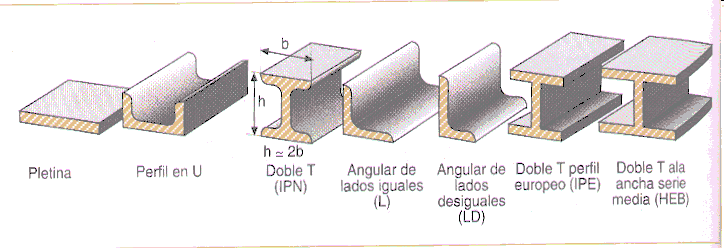 b
h
h ≃ 2b
Pletina
Perfil en U
Doble T
(IPN)
Angular de
lados iguales
(L)
Angular de
lados
desiguales
(LD)
Doble T perfil
europeo (IPE)
Doble T ala
ancha serie
media (HEB)